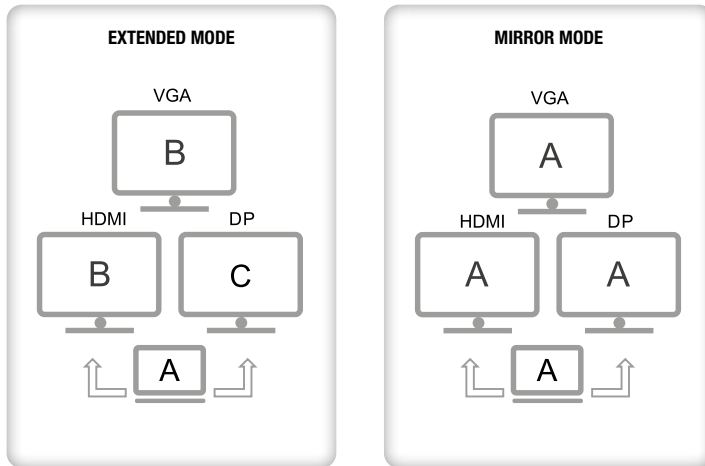 EXTENDED MODE
VGA
B
HDMI DP
B C
A
MIRROR MODE
VGA
A
HDMI DP
A A
A